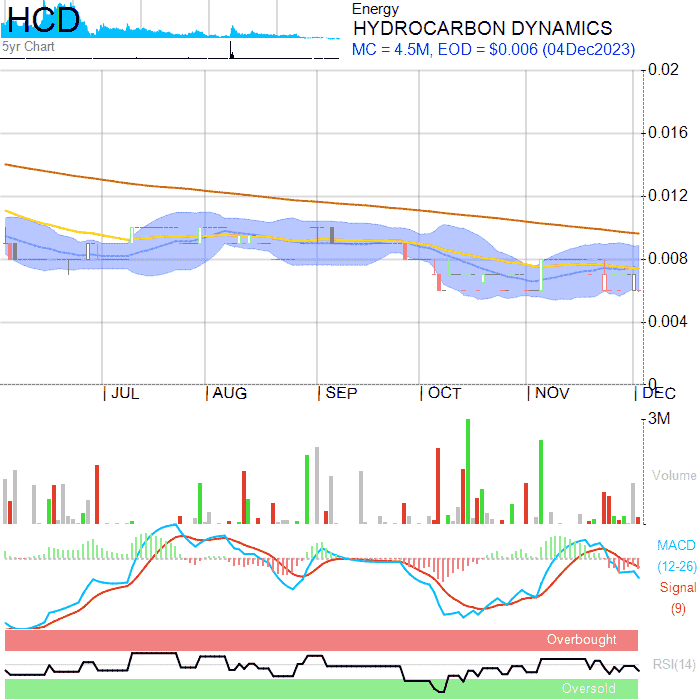 HCD
5yr Chart
Energy
HYDROCARBON DYNAMICS
MC = 4.5M, EOD = $0.006 (04Dec2023)
0.02
0.016
0.012
0.008
0.004
0
JUL AUG SEP OCT NOV DEC
3M
Volume
MACD
(12-26)
Signal
(9)
Overbought
RSI(14)
Oversold